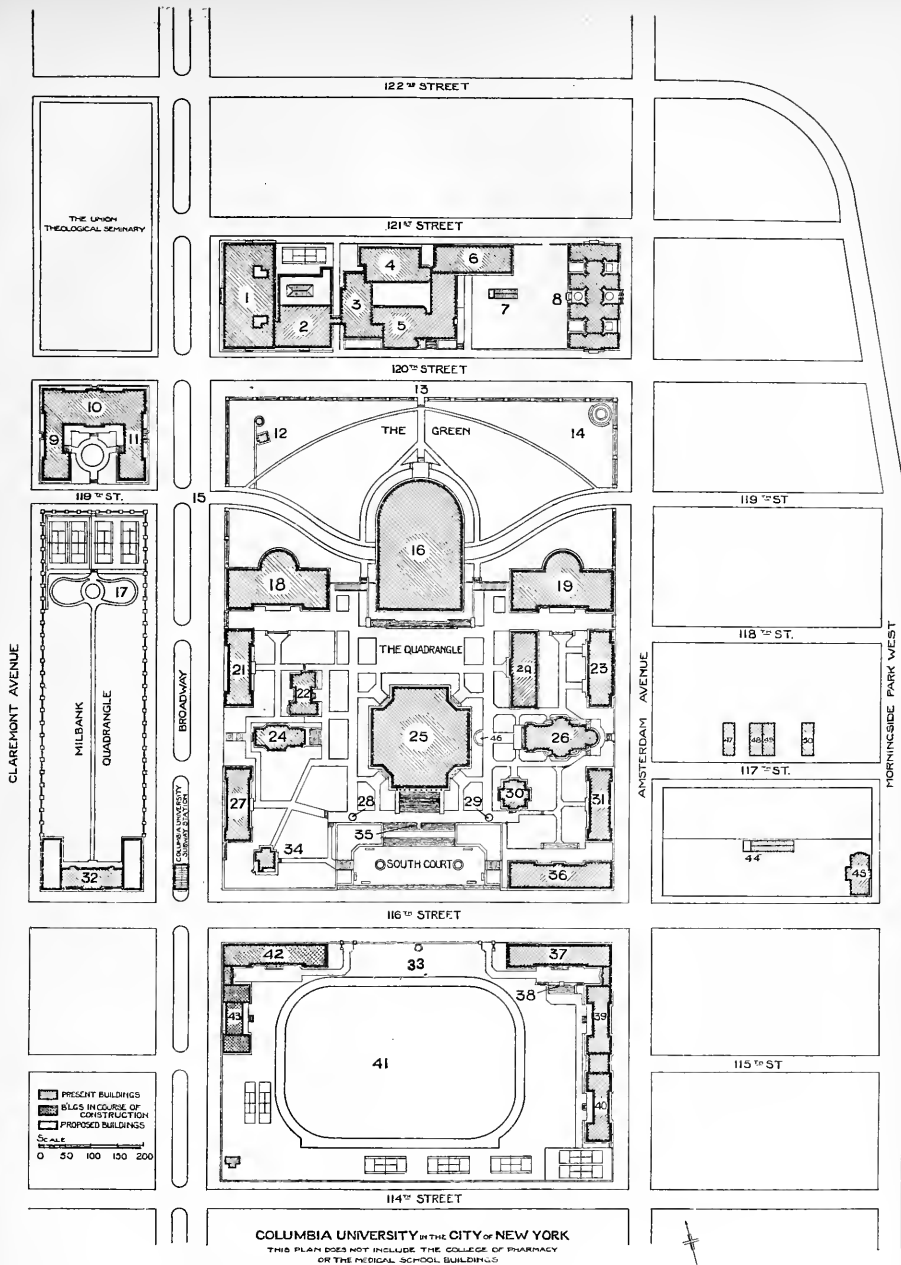 122ND STREET
THE UNION
THEOLOGICAL SEMINARY
121ST STREET
1
2
3
4
5
6
7
8
120TH STREET
13
10
9
11
12
THE GREEN
14
119TH ST.
15
119TH ST
16
17
18
19
118TH ST.
THE QUADRANGLE
21
22
20
23
CLAREMONT AVENUE
MILBANK
QUADRANGLE
BROADWAY
AMSTERDAM AVENUE
MORNINGSIDE PARK WEST
24
25
46
26
47
48
49
50
117TH ST.
27
28
29
30
31
COLUMBIA UNIVERSITY
SUBWAY STATION
34
35
SOUTH COURT
36
32
44
45
116TH STREET
42
33
37
38
43
39
41
115TH ST
40
PRESENT BUILDINGS
B'LGS IN COURSE OF
CONSTRUCTION
PROPOSED BUILDINGS
SCALE
0 50 100 150 200
114TH STREET
COLUMBIA UNIVERSITY IN THE CITY OF NEW YORK
THIS PLAN DOES NOT INCLUDE THE COLLEGE OF PHARMACY
OR THE MEDICAL SCHOOL BUILDINGS